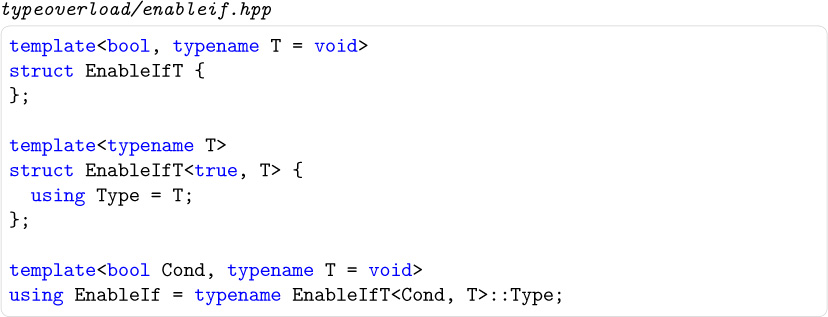 typeoverload/enableif.hpp
template<bool, typename T = void>
struct EnableIfT {
};
template<typename T>
struct EnableIfT<true, T> {
  using Type = T;
};
template<bool Cond, typename T = void>
using EnableIf = typename EnableIfT<Cond, T>::Type;